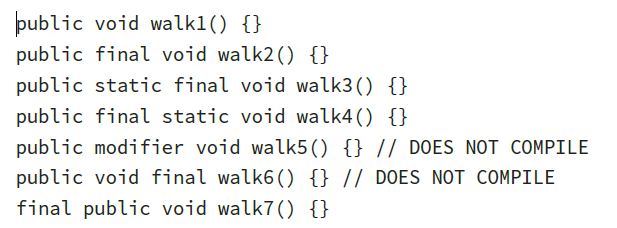 public void walk1() {}
public final void walk2() {}
public static final void walk3() {}
public final static void walk4() {}
public modifier void walk5() {} // DOES NOT COMPILE
public void final walk6() {} // DOES NOT COMPILE
final public void walk7() {}